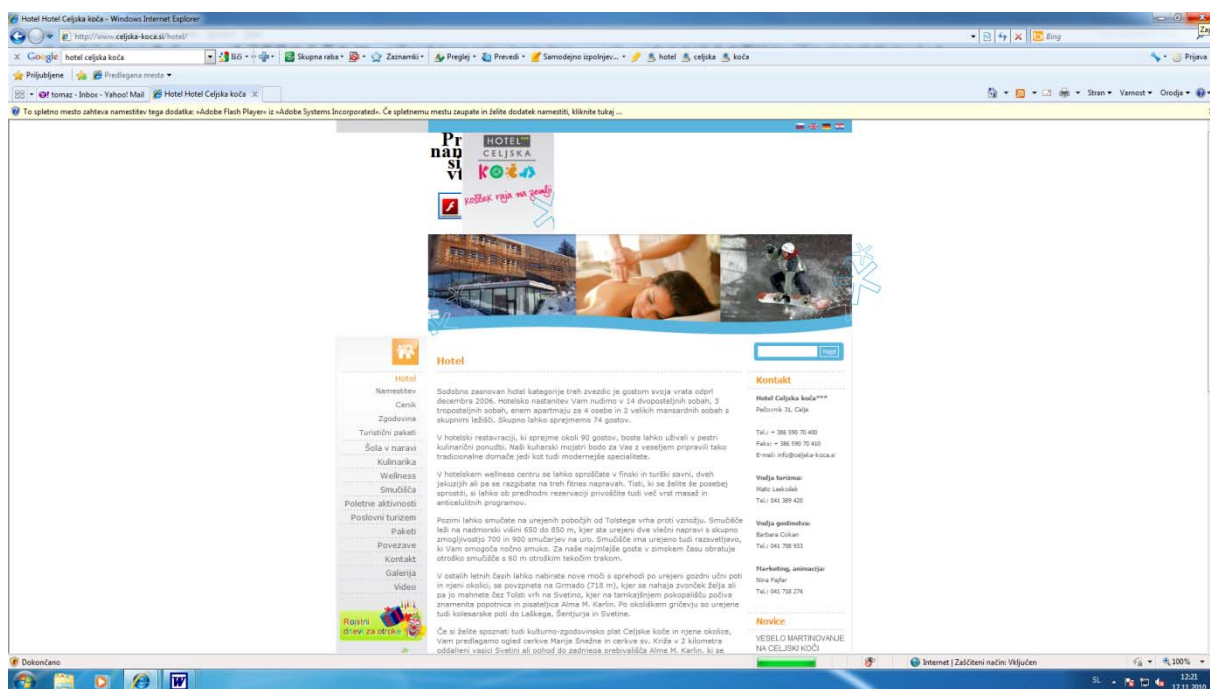 Hotel Hotel Celjska koča - Windows Internet Explorer
http://www.celjska-koca.si/hotel/
Bing
Google
hotel celjska koča
Išči
Skupna raba
Zaznamki
Preglej
Prevedi
Samodejno izpolnjev...
hotel
celjska
koča
Prijava
Priljubljene
Predlagana mesta
tomaz - Inbox - Yahoo! Mail
Hotel Hotel Celjska koča
Stran
Varnost
Orodja
To spletno mesto zahteva namestitev tega dodatka: »Adobe Flash Player« iz »Adobe Systems Incorporated«. Če spletnemu mestu zaupate in želite dodatek namestiti, kliknite tukaj ...
HOTEL***
CELJSKA
KOČA
košček raja na zemlji
Hotel
Namestitev
Cenik
Zgodovina
Turistični paketi
Šola v naravi
Kulinarika
Wellness
Smučišča
Poletne aktivnosti
Poslovni turizem
Paketi
Povezave
Kontakt
Galerija
Video
Rojstni
dnevi za otroke
Hotel
Sodobno zasnovan hotel kategorije treh zvezdic je gostom svoja vrata odprl
decembra 2006. Hotelsko nastanitev Vam nudimo v 14 dvoposteljnih sobah, 3
troposteljnih sobah, enem apartmaju za 4 osebe in 2 velikih mansardnih sobah s
skupnimi ležišči. Skupno lahko sprejmemo 74 gostov.
V hotelski restavraciji, ki sprejme okoli 90 gostov, boste lahko uživali v pestri
kulinarični ponudbi. Naši kuharski mojstri bodo za Vas z veseljem pripravili tako
tradicionalne domače jedi kot tudi modernejše specialitete.
V hotelskem wellness centru se lahko sproščate v finski in turški savni, dveh
jakuzijih ali pa se razgibate na treh fitnes napravah. Tisti, ki se želite še posebej
sprostiti, si lahko ob predhodni rezervaciji privoščite tudi več vrst masaž in
anticelulitnih programov.
Pozimi lahko smučate na urejenih pobočjih od Tolstega vrha proti vznožju. Smučišče
leži na nadmorski višini 650 do 850 m, kjer sta urejeni dve vlečni napravi s skupno
zmogljivostjo 700 in 900 smučarjev na uro. Smučišče ima urejeno tudi razsvetljavo,
ki Vam omogoča nočno smuko. Za naše najmlajše goste v zimskem času obratuje
otroško smučišče s 60 m otroškim tekočim trakom.
V ostalih letnih časih lahko nabirate nove moči s sprehodi po urejeni gozdni učni poti
in njeni okolici, se povzpnete na Grmado (718 m), kjer se nahaja zvonček želja ali
pa jo mahnete čez Tolsti vrh na Svetino, kjer na tamkajšnjem pokopališču počiva
znamenita popotnica in pisateljica Alma M. Karlin. Po okoliškem gričevju so urejene
tudi kolesarske poti do Laškega, Šentjurja in Svetine.
Če si želite spoznati tudi kulturno-zgodovinsko plat Celjske koče in njene okolice,
Vam predlagamo ogled cerkve Marije Snežne in cerkve sv. Križa v 2 kilometra
oddaljeni vasici Svetini ali pohod do zadnjega prebivališča Alme M. Karlin, ki se
Najdi
Kontakt
Hotel Celjska koča***
Pečovnik 31, Celje
Tel.: + 386 590 70 400
Faks: + 386 590 70 410
E-mail: info@celjska-koca.si
Vodja turizma:
Matic Leskošek
Tel.: 041 389 420
Vodja gostinstva:
Barbara Cokan
Tel.: 041 708 933
Marketing, animacija:
Nina Pejfar
Tel.: 041 718 274
Novice
VESELO MARTINOVANJE
NA CELJSKI KOČI
Dokončano
Internet | Zaščiteni način: Vključen
100%
SL
12:21
17.11.2010